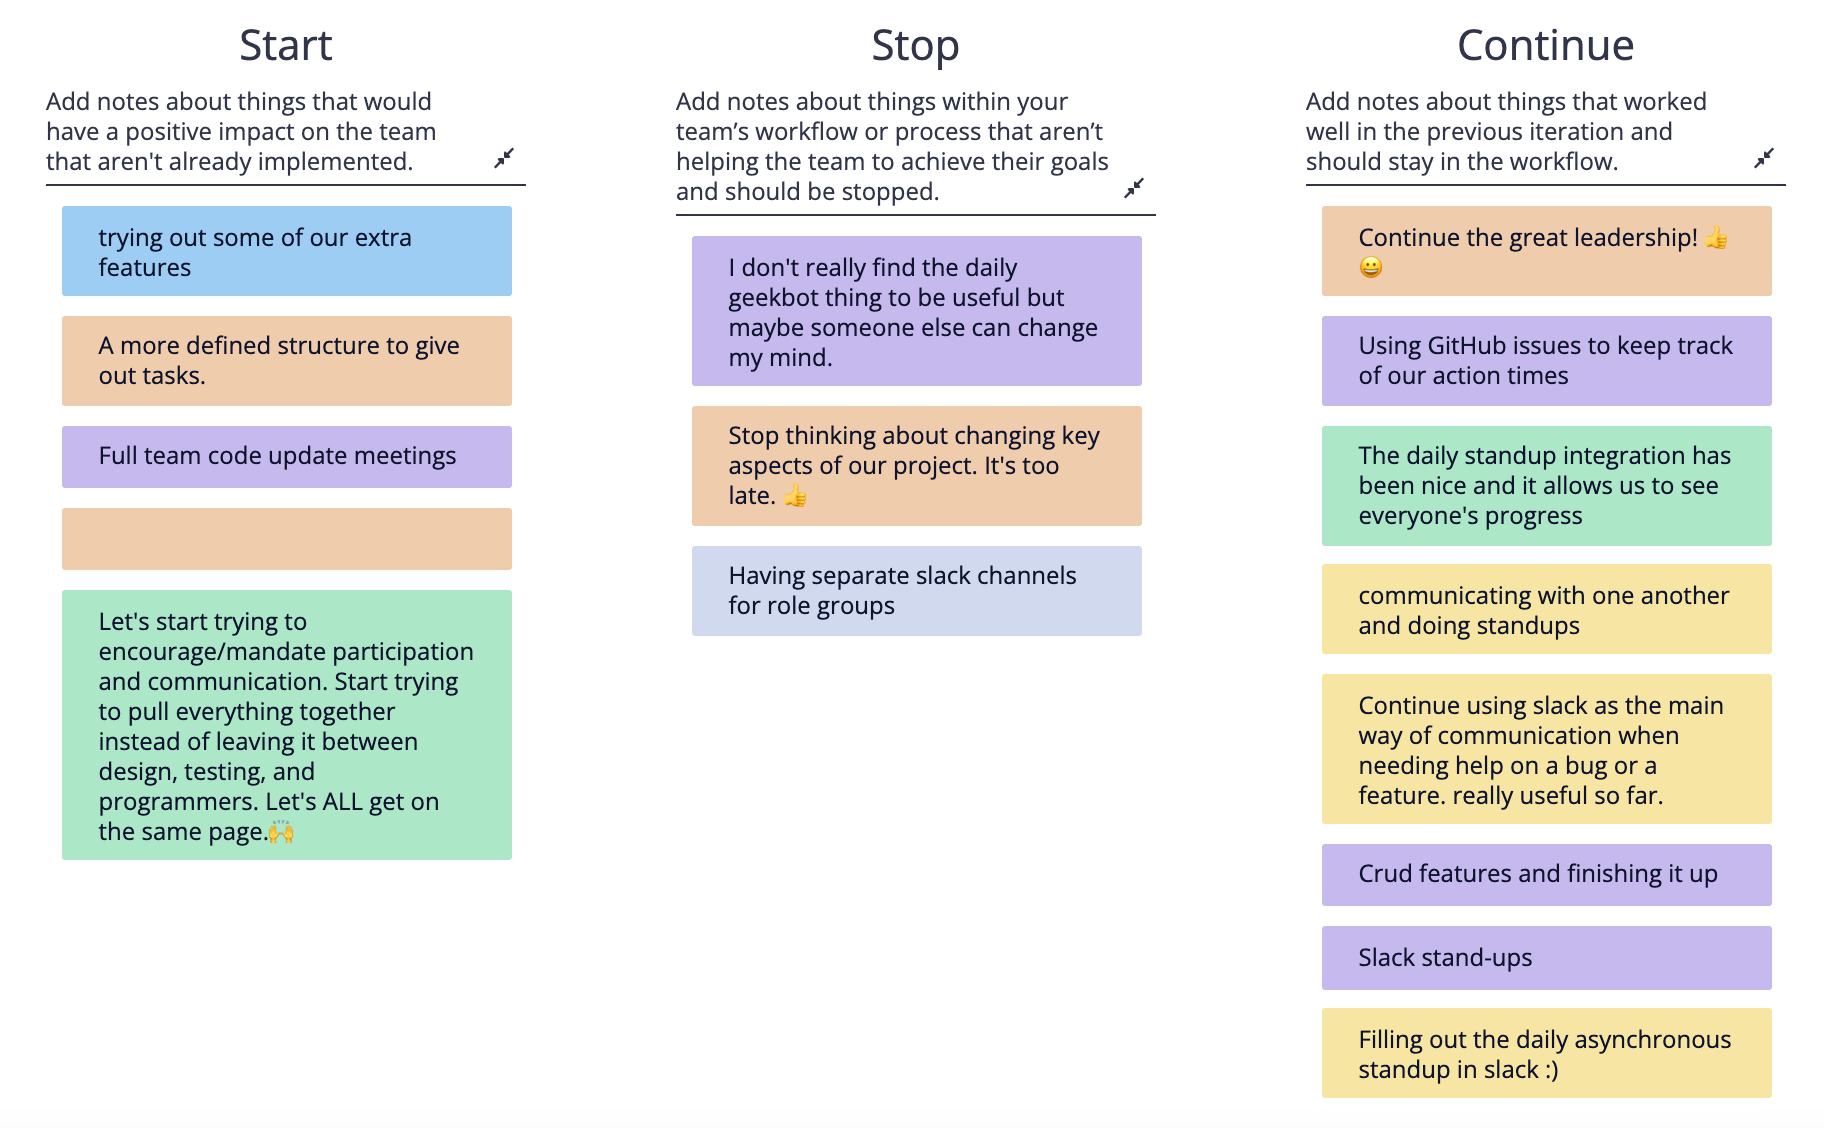 Start
Add notes about things that would
have a positive impact on the team
that aren't already implemented.
trying out some of our extra
features
A more defined structure to give
out tasks.
Full team code update meetings
Let's start trying to
encourage/mandate participation
and communication. Start trying
to pull everything together
instead of leaving it between
design, testing, and
programmers. Let's ALL get on
the same page.🙌
Stop
Add notes about things within your
team’s workflow or process that aren’t
helping the team to achieve their goals
and should be stopped.
I don't really find the daily
geekbot thing to be useful but
maybe someone else can change
my mind.
Stop thinking about changing key
aspects of our project. It's too
late. 👍
Having separate slack channels
for role groups
Continue
Add notes about things that worked
well in the previous iteration and
should stay in the workflow.
Continue the great leadership! 👍
😀
Using GitHub issues to keep track
of our action times
The daily standup integration has
been nice and it allows us to see
everyone's progress
communicating with one another
and doing standups
Continue using slack as the main
way of communication when
needing help on a bug or a
feature. really useful so far.
Crud features and finishing it up
Slack stand-ups
Filling out the daily asynchronous
standup in slack :)